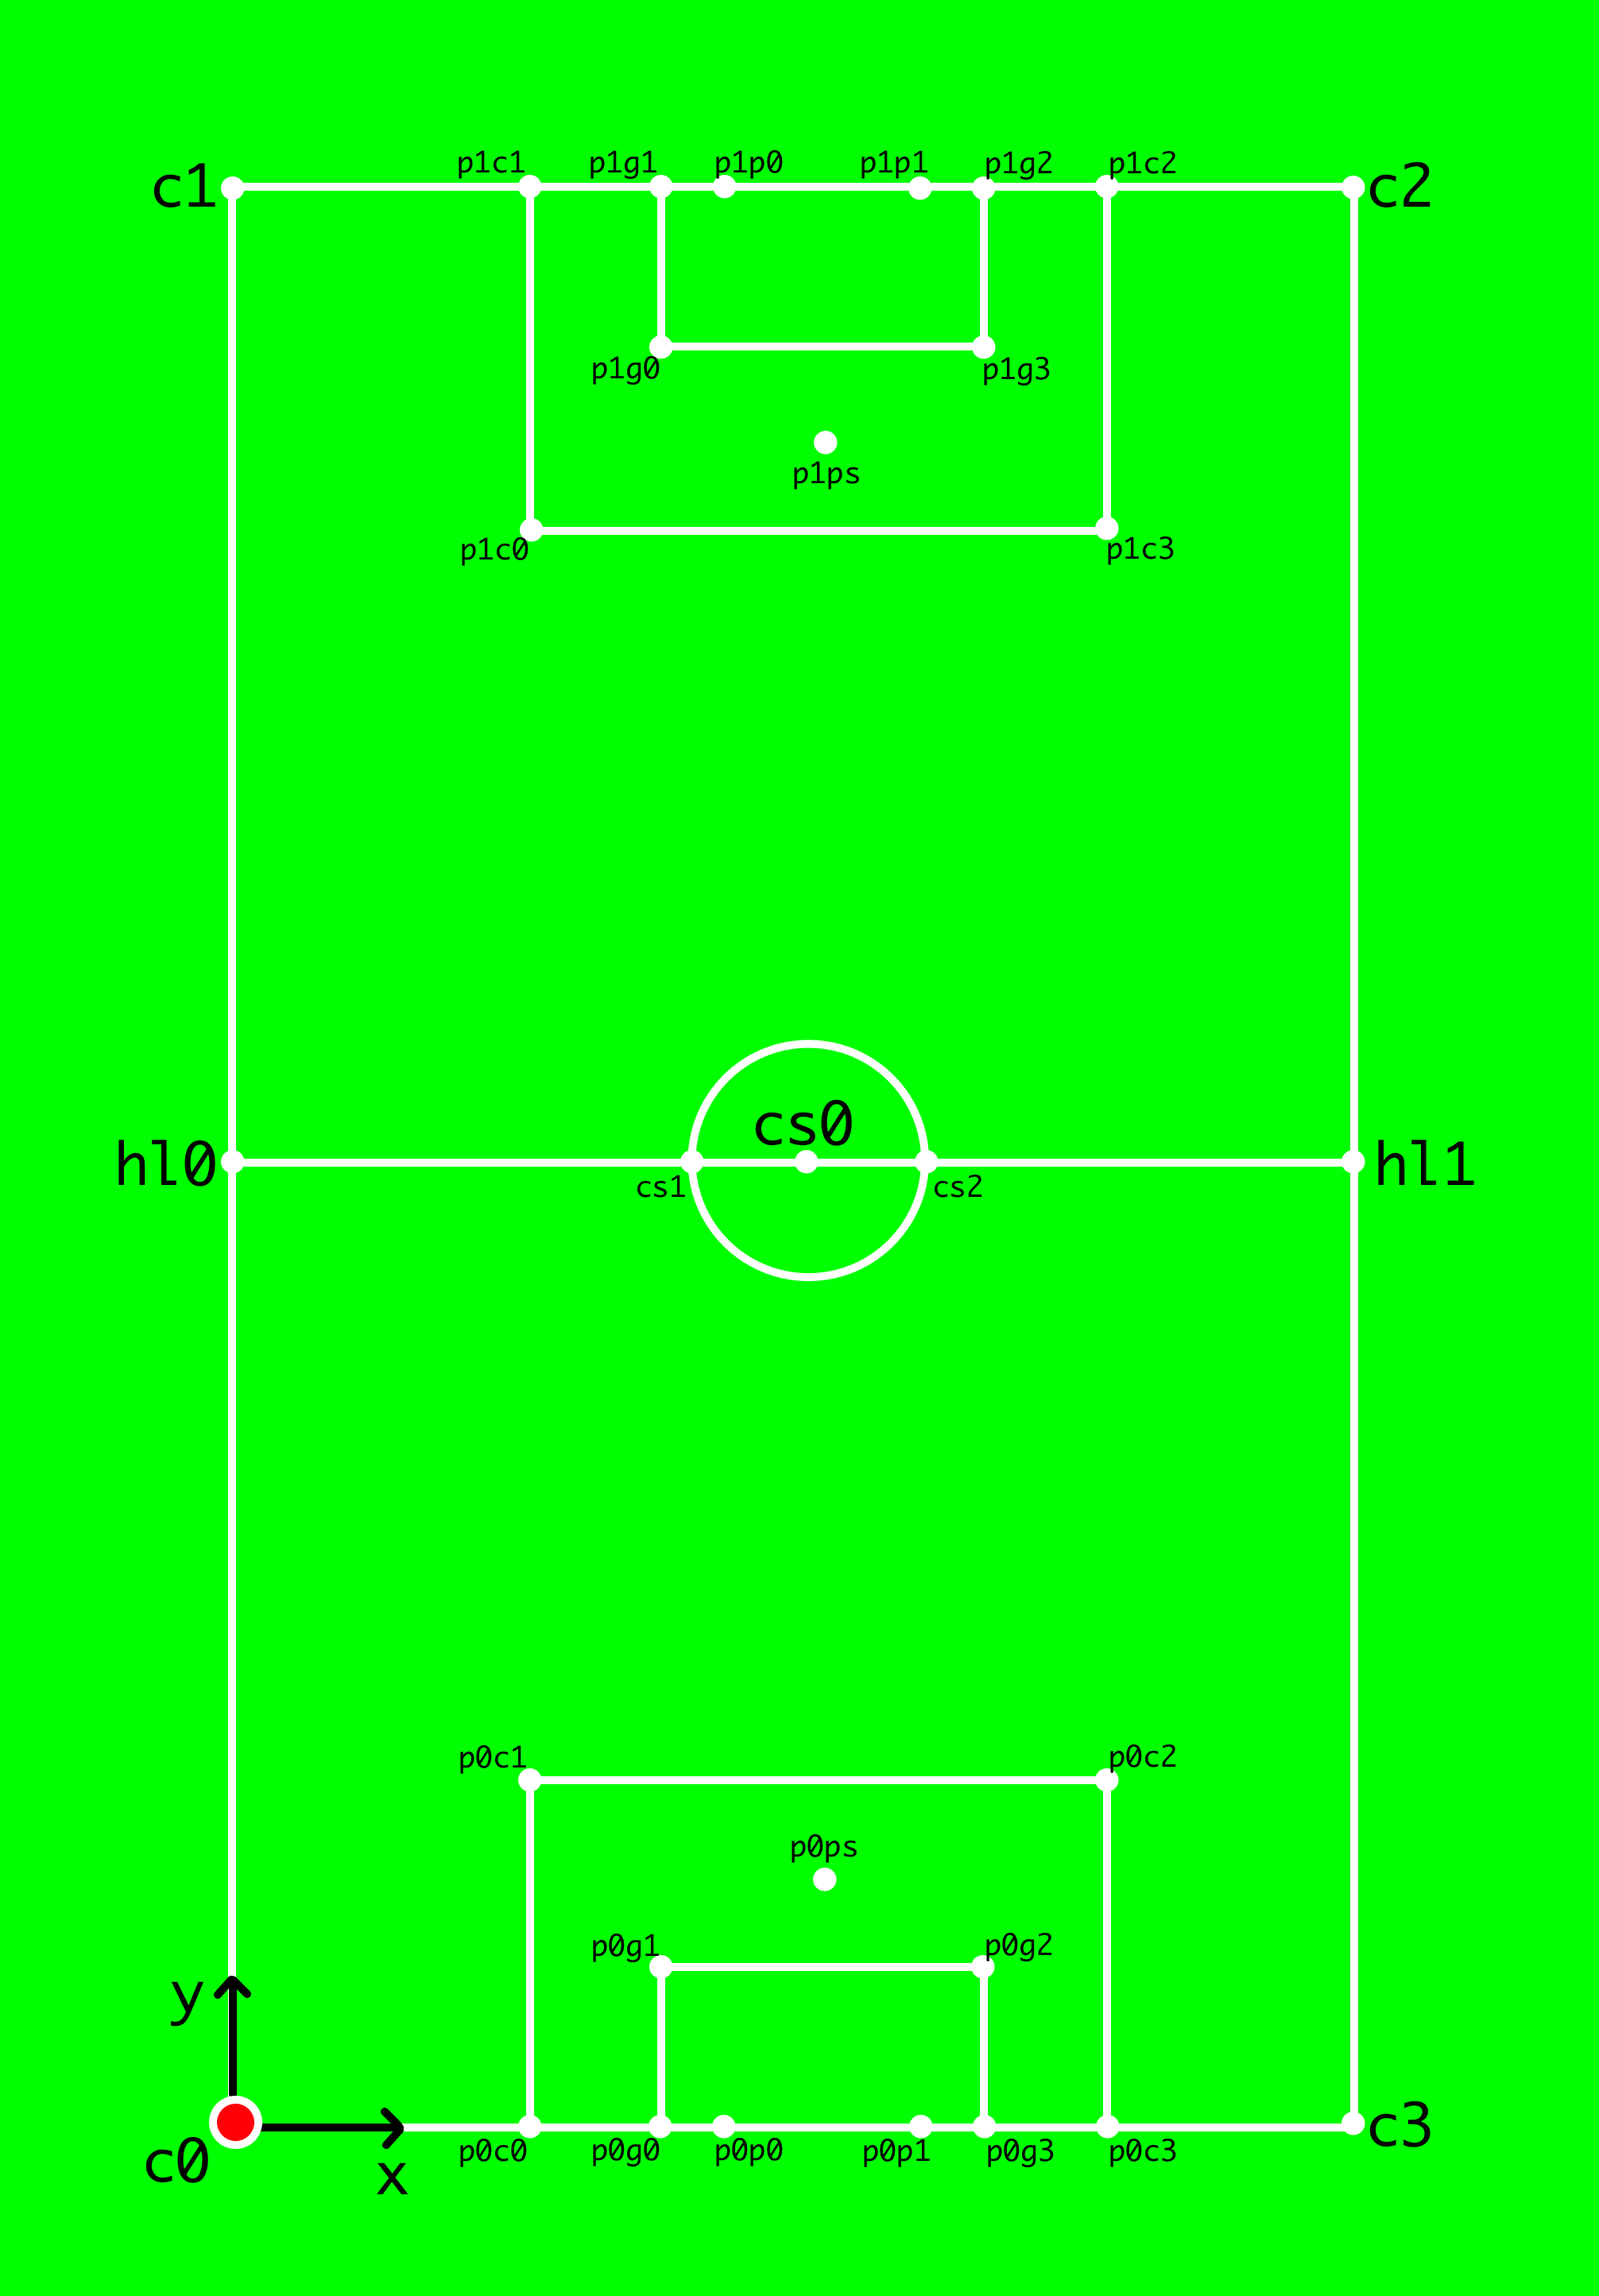 p1c1 p1g1 p1p0 p1p1 p1g2 p1c2
c1 c2
p1g0 p1g3
p1ps
p1c0 p1c3
cs0
hl0 hl1
cs1 cs2
p0c1 p0c2
p0ps
p0g1 p0g2
y
c3
c0 p0c0 p0g0 p0p0 p0p1 p0g3 p0c3
x